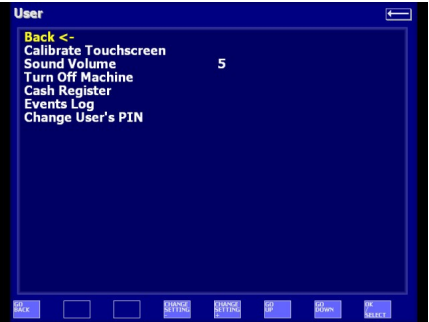 User
Back <-
Calibrate Touchscreen
Sound Volume 5
Turn Off Machine
Cash Register
Events Log
Change User's PIN
GO BACK
CHANGE SETTING -
CHANGE SETTING +
GO UP
GO DOWN
OK / SELECT